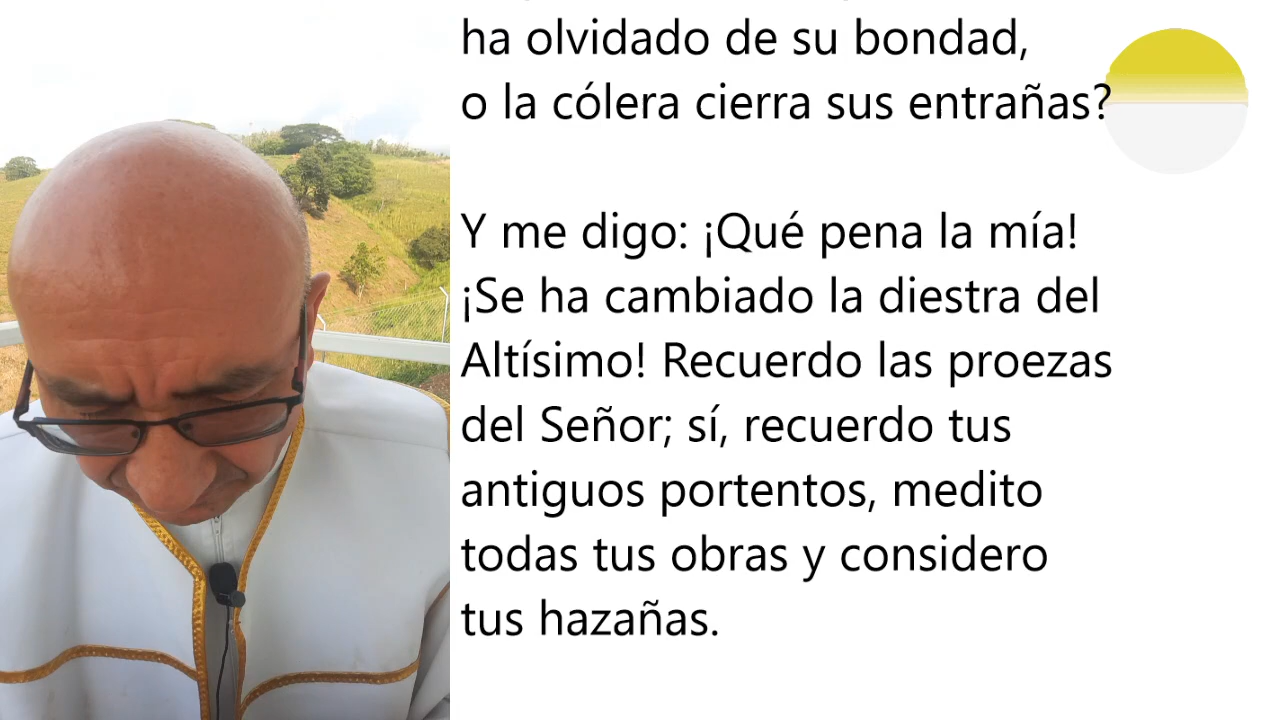 ha olvidado de su bondad,
o la cólera cierra sus entrañas?
Y me digo: ¡Qué pena la mía!
¡Se ha cambiado la diestra del
Altísimo! Recuerdo las proezas
del Señor; sí, recuerdo tus
antiguos portentos, medito
todas tus obras y considero
tus hazañas.